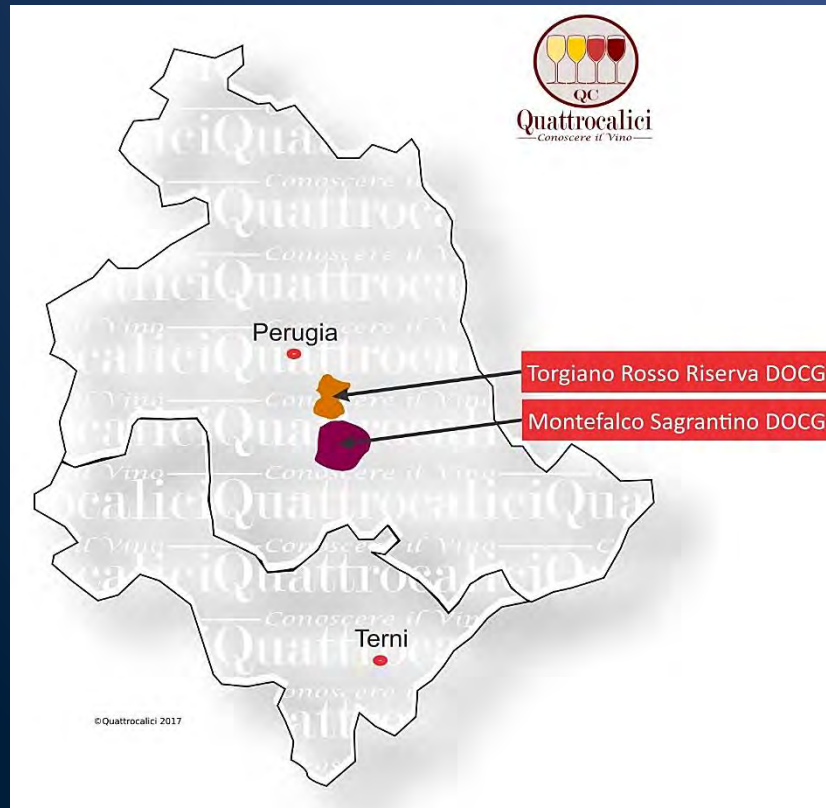 QC
Quattrocalici
Conoscere il Vino
Perugia
Torgiano Rosso Riserva DOCG
Montefalco Sagrantino DOCG
Terni
©Quattrocalici 2017